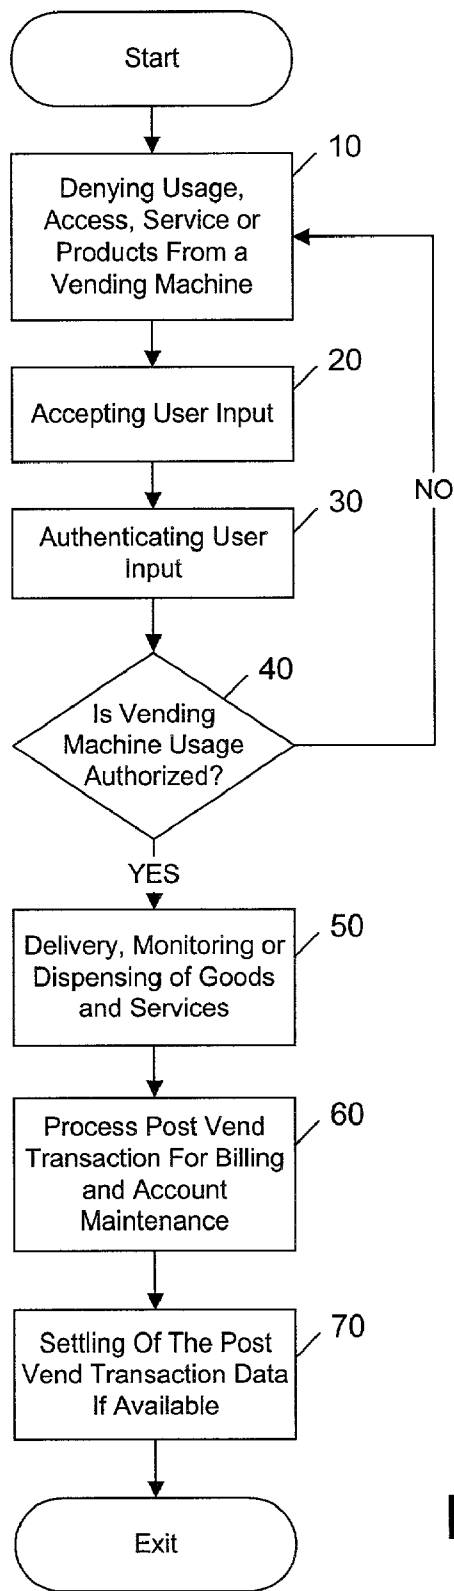 Start
10
Denying Usage,
Access, Service or
Products From a
Vending Machine
20
Accepting User Input
30
Authenticating User
Input
NO
40
Is Vending
Machine Usage
Authorized?
YES
50
Delivery, Monitoring or
Dispensing of Goods
and Services
60
Process Post Vend
Transaction For Billing
and Account
Maintenance
70
Settling Of The Post
Vend Transaction Data
If Available
Exit